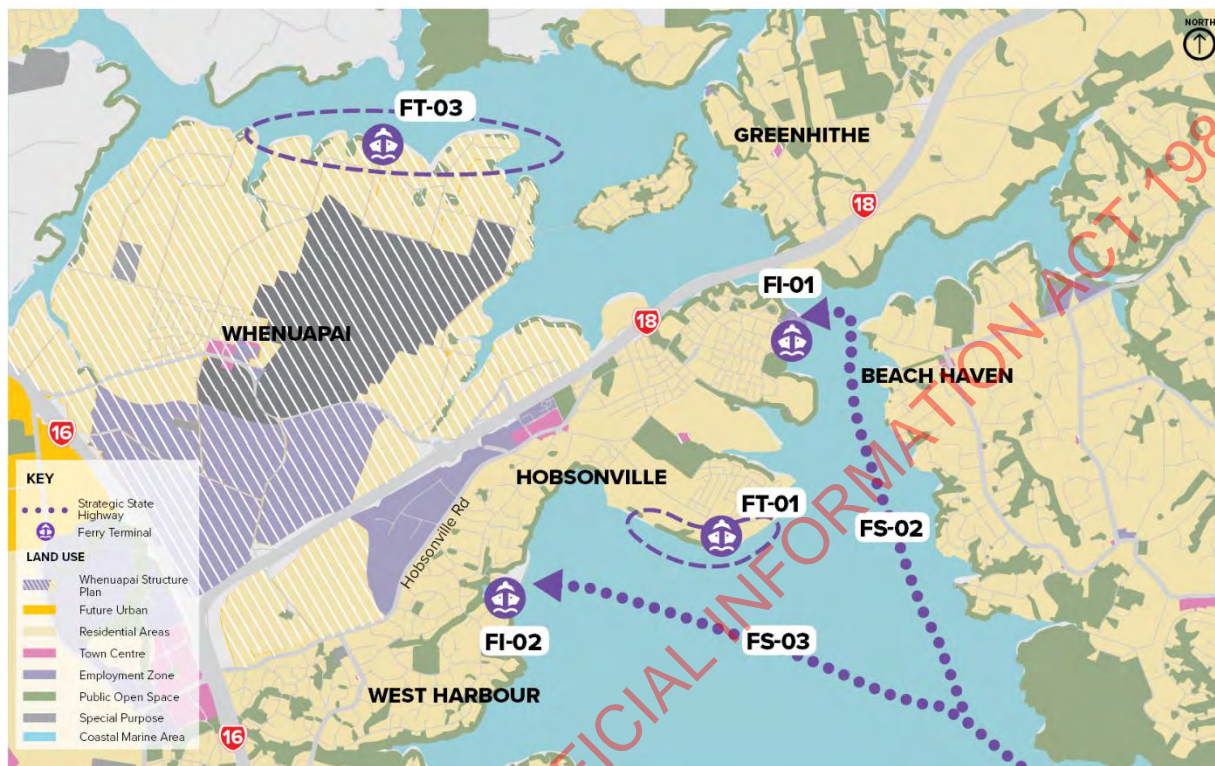 NORTH
FT-03
GREENHITHE
18
FI-01
WHENUAPAI
18
BEACH HAVEN
16
KEY
Strategic State
Highway
Ferry Terminal
HOBSONVILLE
FT-01
Hobsonville Rd
FS-02
LAND USE
Whenuapai Structure
Plan
Future Urban
Residential Areas
Town Centre
Employment Zone
Public Open Space
Special Purpose
Coastal Marine Area
FI-02
FS-03
WEST HARBOUR
16
FICIAL INFORMATION ACT 198